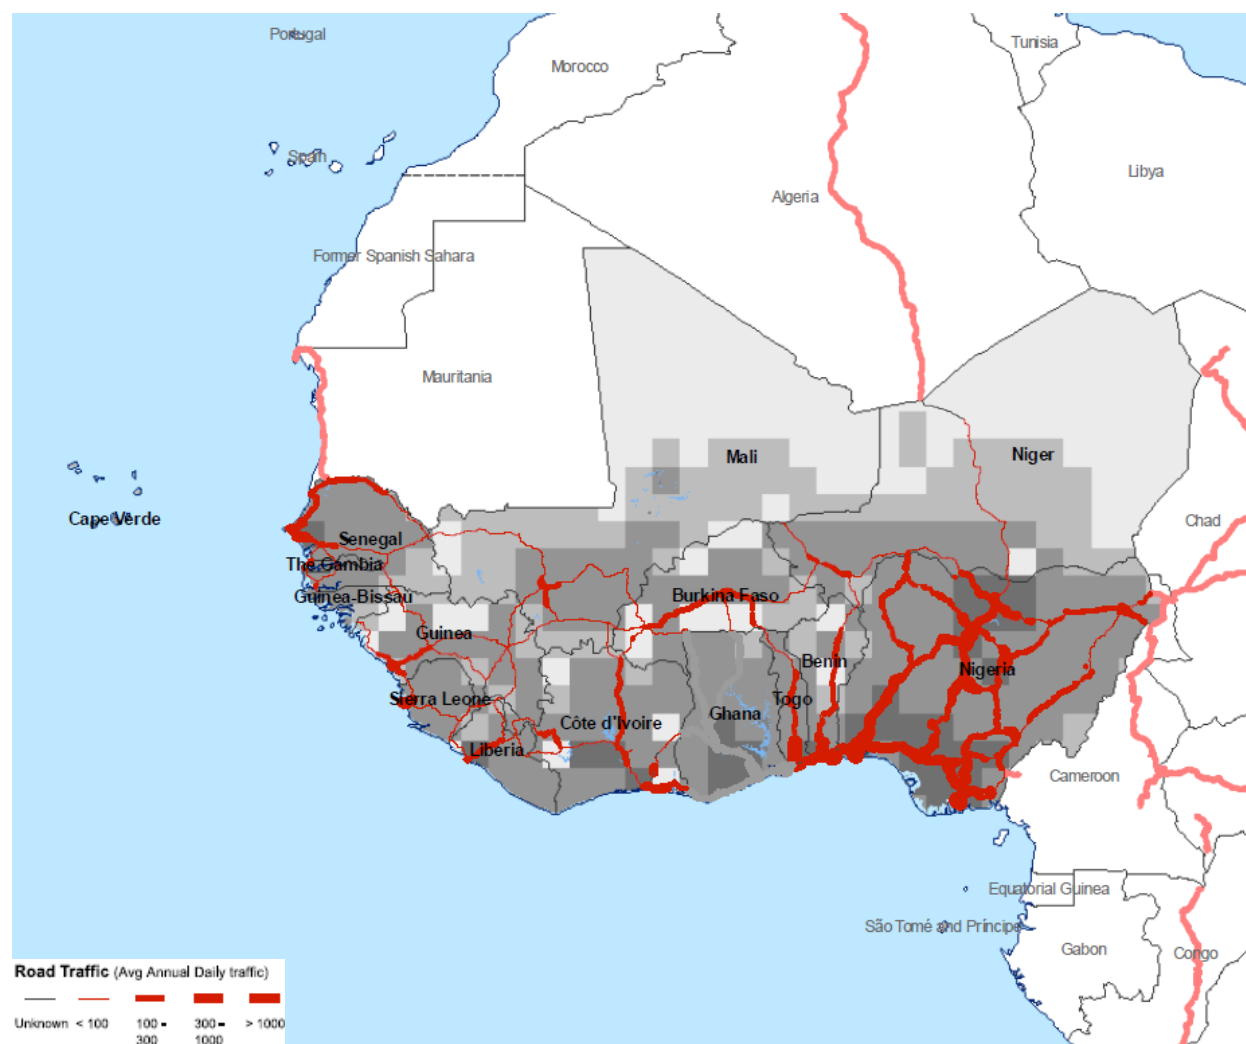 Portugal
Tunisia
Morocco
Spain
Libya
Algeria
Former Spanish Sahara
Mauritania
Mali
Niger
Cape Verde
Chad
Senegal
The Gambia
Guinea-Bissau
Burkina Faso
Guinea
Benin
Nigeria
Sierra Leone
Togo
Ghana
Côte d'Ivoire
Liberia
Cameroon
Equatorial Guinea
São Tomé and Príncipe
Gabon
Congo
Road Traffic (Avg Annual Daily traffic)
Unknown < 100 100 - 300 300 - 1000 > 1000